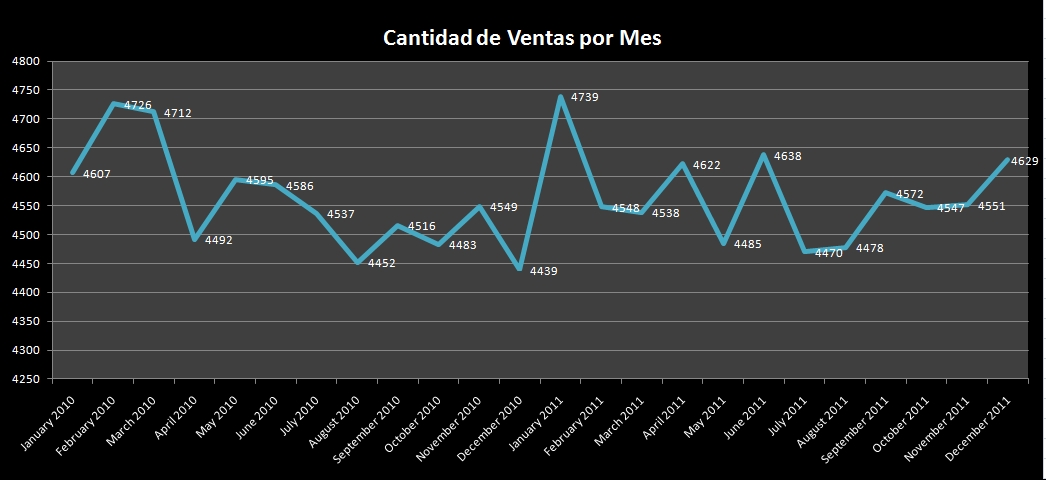 Cantidad de Ventas por Mes
4800
4750
4700
4650
4600
4550
4500
4450
4400
4350
4300
4250
4607
4726
4712
4492
4595
4586
4537
4452
4516
4483
4549
4439
4739
4548
4538
4622
4485
4638
4470
4478
4572
4547
4551
4629
January 2010
February 2010
March 2010
April 2010
May 2010
June 2010
July 2010
August 2010
September 2010
October 2010
November 2010
December 2010
January 2011
February 2011
March 2011
April 2011
May 2011
June 2011
July 2011
August 2011
September 2011
October 2011
November 2011
December 2011